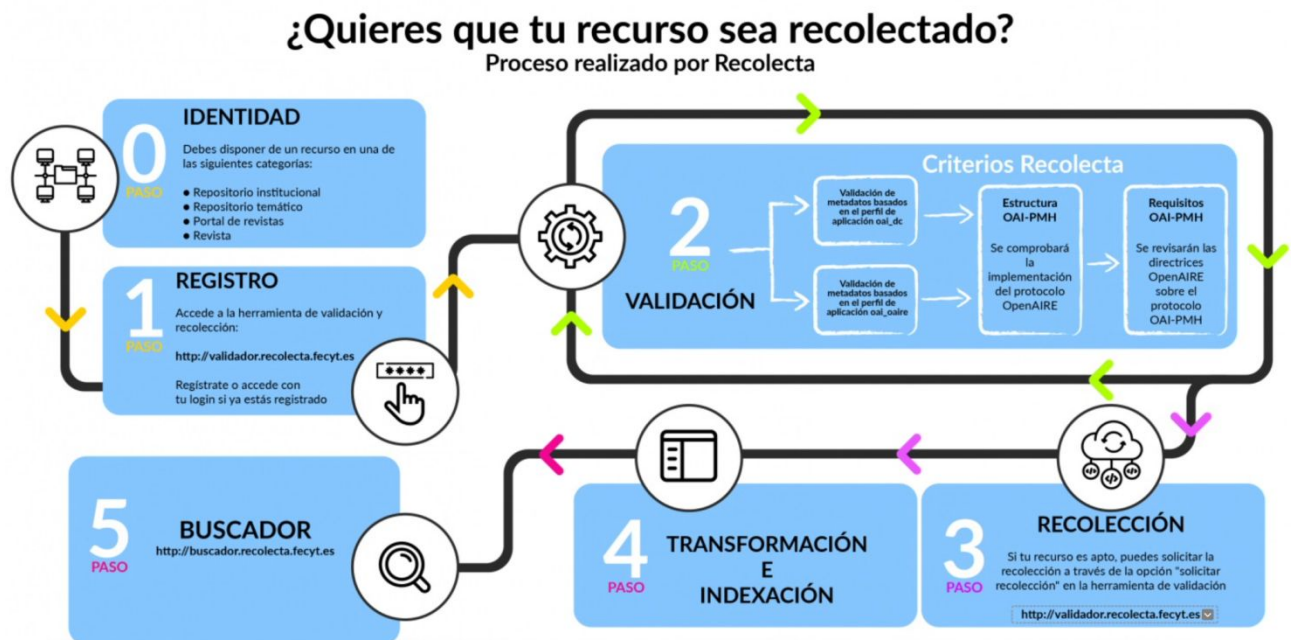 ¿Quieres que tu recurso sea recolectado?
Proceso realizado por Recolecta
0
PASO
IDENTIDAD
Debes disponer de un recurso en una de
las siguientes categorías:
● Repositorio institucional
● Repositorio temático
● Portal de revistas
● Revista
1
PASO
REGISTRO
Accede a la herramienta de validación y
recolección:
http://validador.recolecta.fecyt.es
Regístrate o accede con
tu login si ya estás registrado
2
PASO
VALIDACIÓN
Criterios Recolecta
Validación de
metadatos basados
en el perfil de
aplicación oai_dc
Validación de
metadatos basados
en el perfil de
aplicación oai_oaire
Estructura
OAI-PMH
Se comprobará
la
implementación
del protocolo
OpenAIRE
Requisitos
OAI-PMH
Se revisarán las
directrices
OpenAIRE
sobre el
protocolo
OAI-PMH
3
PASO
RECOLECCIÓN
Si tu recurso es apto, puedes solicitar la
recolección a través de la opción "solicitar
recolección" en la herramienta de validación
http://validador.recolecta.fecyt.es
4
PASO
TRANSFORMACIÓN
E
INDEXACIÓN
5
PASO
BUSCADOR
http://buscador.recolecta.fecyt.es